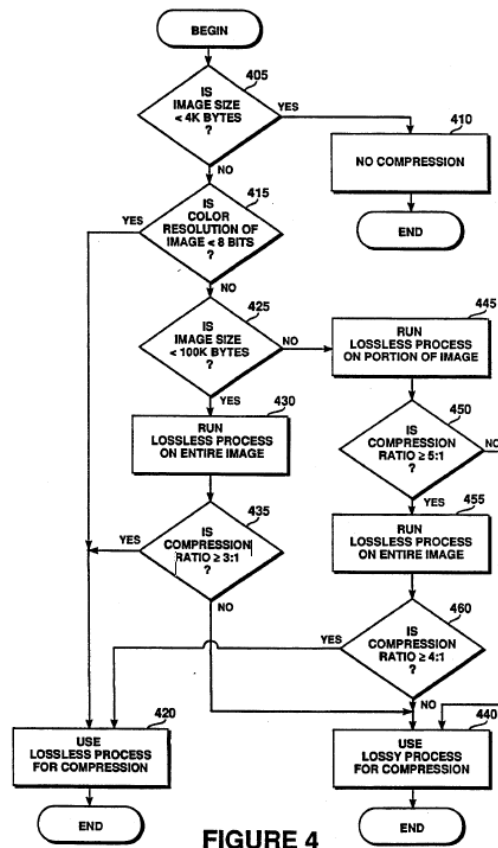 BEGIN
405
IS
IMAGE SIZE
< 4K BYTES
?
YES
NO
410
NO COMPRESSION
END
415
IS
COLOR
RESOLUTION OF
IMAGE < 8 BITS
?
YES
NO
425
IS
IMAGE SIZE
< 100K BYTES
?
NO
YES
445
RUN
LOSSLESS PROCESS
ON PORTION OF IMAGE
430
RUN
LOSSLESS PROCESS
ON ENTIRE IMAGE
450
IS
COMPRESSION
RATIO ≥ 5:1
?
NO
YES
435
IS
COMPRESSION
RATIO ≥ 3:1
?
YES
NO
455
RUN
LOSSLESS PROCESS
ON ENTIRE IMAGE
460
IS
COMPRESSION
RATIO ≥ 4:1
?
YES
NO
420
USE
LOSSLESS PROCESS
FOR COMPRESSION
END
440
USE
LOSSY PROCESS
FOR COMPRESSION
END
FIGURE 4